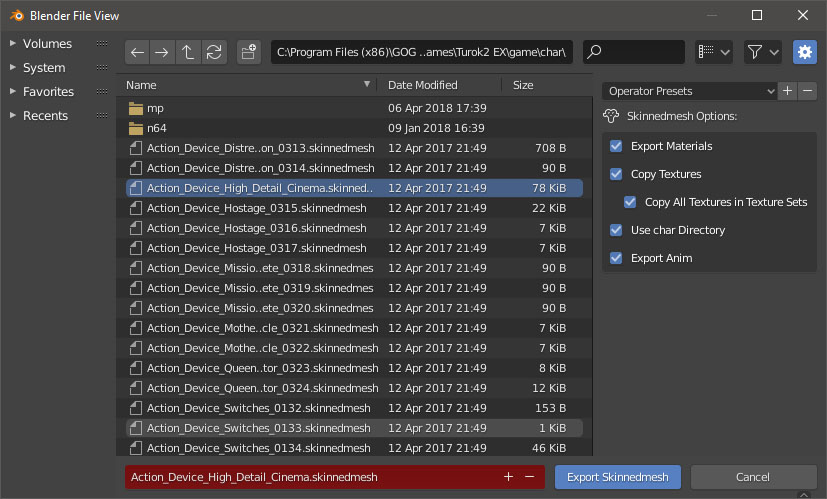 Blender File View
Volumes
System
Favorites
Recents
C:\Program Files (x86)\GOG ..ames\Turok2 EX\game\char\
Name Date Modified Size
mp 06 Apr 2018 17:39
n64 09 Jan 2018 16:39
Action_Device_Distre..on_0313.skinnedmesh 12 Apr 2017 21:49 708 B
Action_Device_Distre..on_0314.skinnedmesh 12 Apr 2017 21:49 90 B
Action_Device_High_Detail_Cinema.skinned.. 12 Apr 2017 21:49 78 KiB
Action_Device_Hostage_0315.skinnedmesh 12 Apr 2017 21:49 22 KiB
Action_Device_Hostage_0316.skinnedmesh 12 Apr 2017 21:49 7 KiB
Action_Device_Hostage_0317.skinnedmesh 12 Apr 2017 21:49 7 KiB
Action_Device_Missio..ete_0318.skinnedmes 12 Apr 2017 21:49 90 B
Action_Device_Missio..ete_0319.skinnedmes 12 Apr 2017 21:49 90 B
Action_Device_Missio..ete_0320.skinnedmes 12 Apr 2017 21:49 90 B
Action_Device_Mothe..cle_0321.skinnedmesh 12 Apr 2017 21:49 7 KiB
Action_Device_Mothe..cle_0322.skinnedmesh 12 Apr 2017 21:49 7 KiB
Action_Device_Queen..tor_0323.skinnedmesh 12 Apr 2017 21:49 8 KiB
Action_Device_Queen..tor_0324.skinnedmesh 12 Apr 2017 21:49 12 KiB
Action_Device_Switches_0132.skinnedmesh 12 Apr 2017 21:49 153 B
Action_Device_Switches_0133.skinnedmesh 12 Apr 2017 21:49 1 KiB
Action_Device_Switches_0134.skinnedmesh 12 Apr 2017 21:49 46 KiB
Operator Presets
Skinnedmesh Options:
Export Materials
Copy Textures
Copy All Textures in Texture Sets
Use char Directory
Export Anim
Action_Device_High_Detail_Cinema.skinnedmesh
Export Skinnedmesh
Cancel